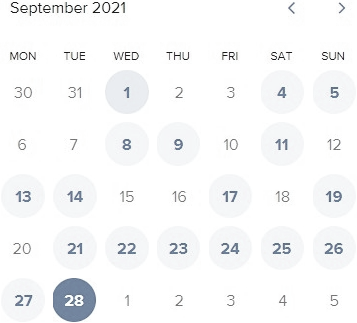 September 2021
MON TUE WED THU FRI SAT SUN
30 31 1 2 3 4 5
6 7 8 9 10 11 12
13 14 15 16 17 18 19
20 21 22 23 24 25 26
27 28 1 2 3 4 5